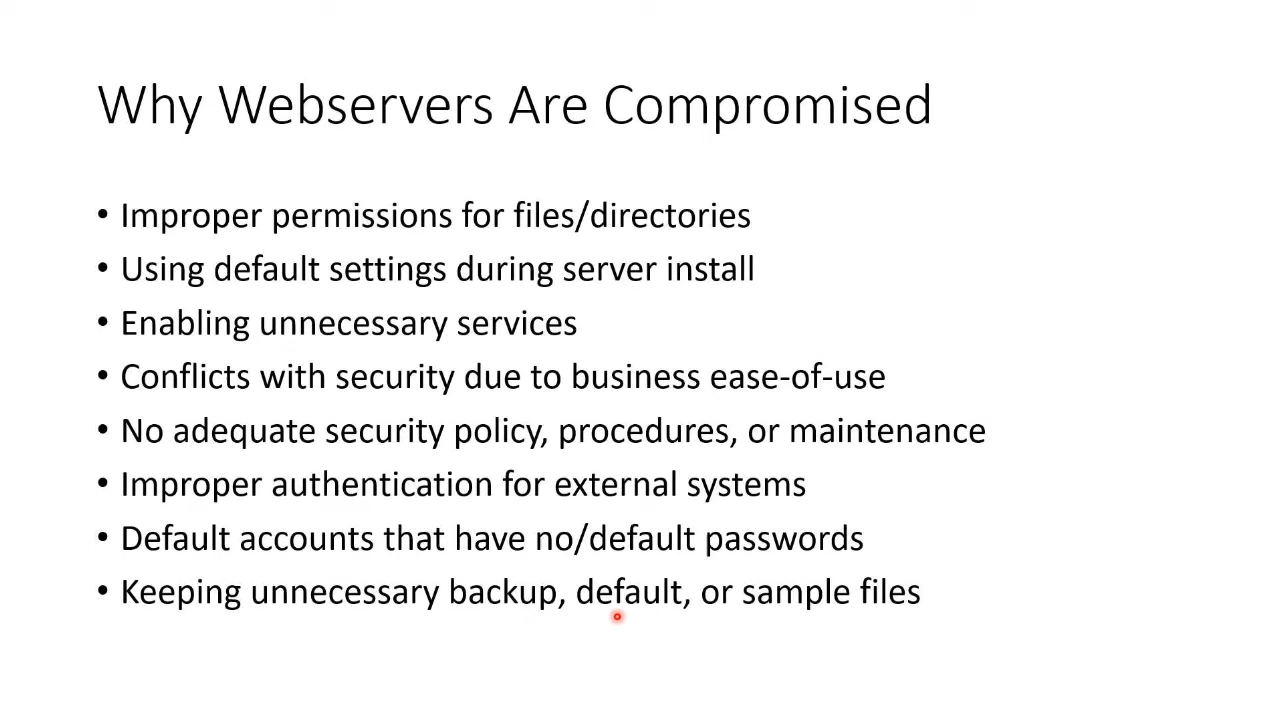 Why Webservers Are Compromised
• Improper permissions for files/directories
• Using default settings during server install
• Enabling unnecessary services
• Conflicts with security due to business ease-of-use
• No adequate security policy, procedures, or maintenance
• Improper authentication for external systems
• Default accounts that have no/default passwords
• Keeping unnecessary backup, default, or sample files